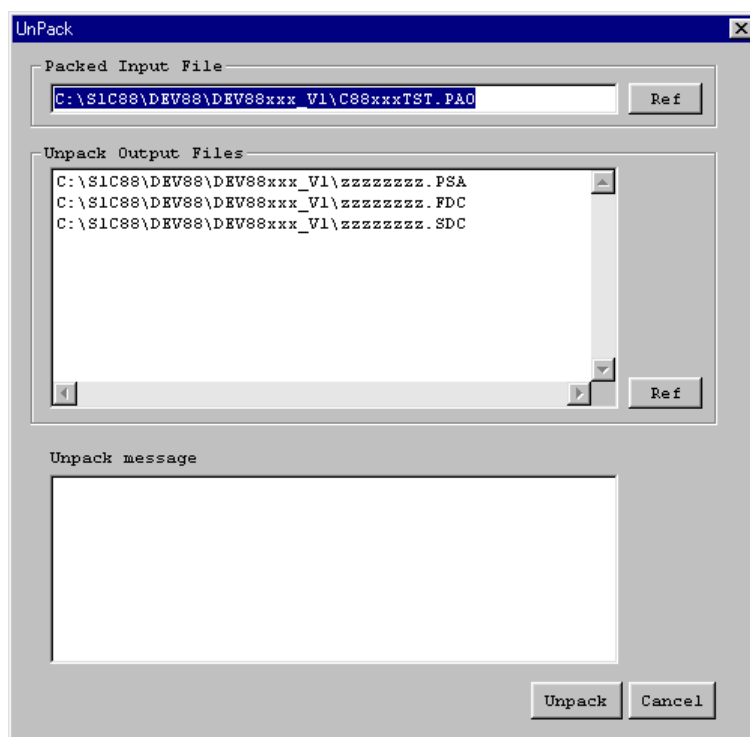 UnPack
Packed Input File
C:\S1C88\DEV88\DEV88xxx_V1\C88xxxTST.PA0
Ref
Unpack Output Files
C:\S1C88\DEV88\DEV88xxx_V1\zzzzzzzz.PSA
C:\S1C88\DEV88\DEV88xxx_V1\zzzzzzzz.FDC
C:\S1C88\DEV88\DEV88xxx_V1\zzzzzzzz.SDC
Ref
Unpack message
Unpack Cancel